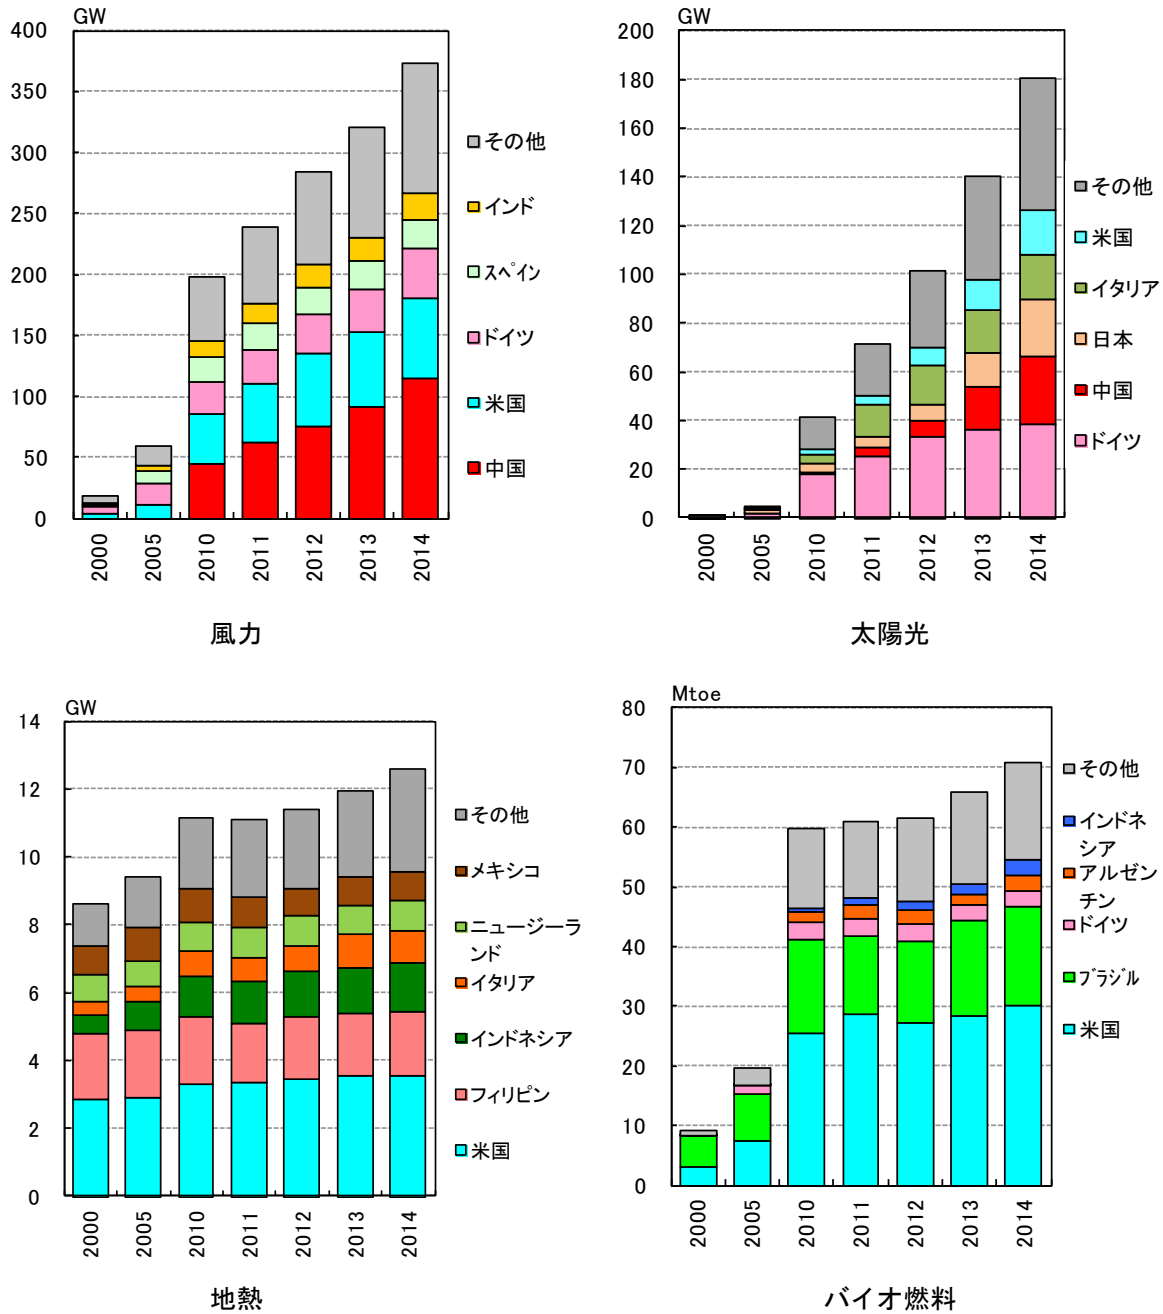 GW
400
350
300
250
200
150
100
50
0
2000
2005
2010
2011
2012
2013
2014
その他
インド
スペイン
ドイツ
米国
中国
風力
GW
200
180
160
140
120
100
80
60
40
20
0
2000
2005
2010
2011
2012
2013
2014
その他
米国
イタリア
日本
中国
ドイツ
太陽光
GW
14
12
10
8
6
4
2
0
2000
2005
2010
2011
2012
2013
2014
その他
メキシコ
ニュージーラ
ンド
イタリア
インドネシア
フィリピン
米国
地熱
Mtoe
80
70
60
50
40
30
20
10
0
2000
2005
2010
2011
2012
2013
2014
その他
インドネ
シア
アルゼン
チン
ドイツ
ブラジル
米国
バイオ燃料